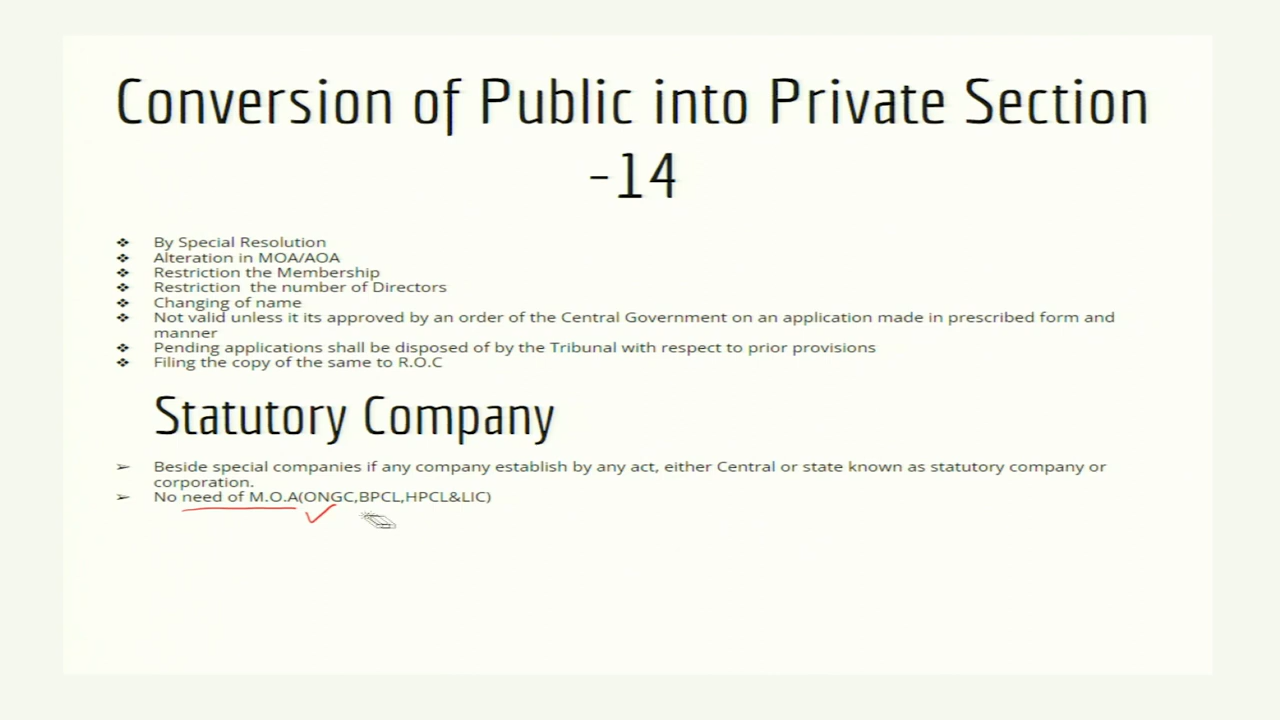 Conversion of Public into Private Section
-14
❖ By Special Resolution
❖ Alteration in MOA/AOA
❖ Restriction the Membership
❖ Restriction the number of Directors
❖ Changing of name
❖ Not valid unless it its approved by an order of the Central Government on an application made in prescribed form and
manner
❖ Pending applications shall be disposed of by the Tribunal with respect to prior provisions
❖ Filing the copy of the same to R.O.C
Statutory Company
➢ Beside special companies if any company establish by any act, either Central or state known as statutory company or
corporation.
➢ No need of M.O.A(ONGC,BPCL,HPCL&LIC)